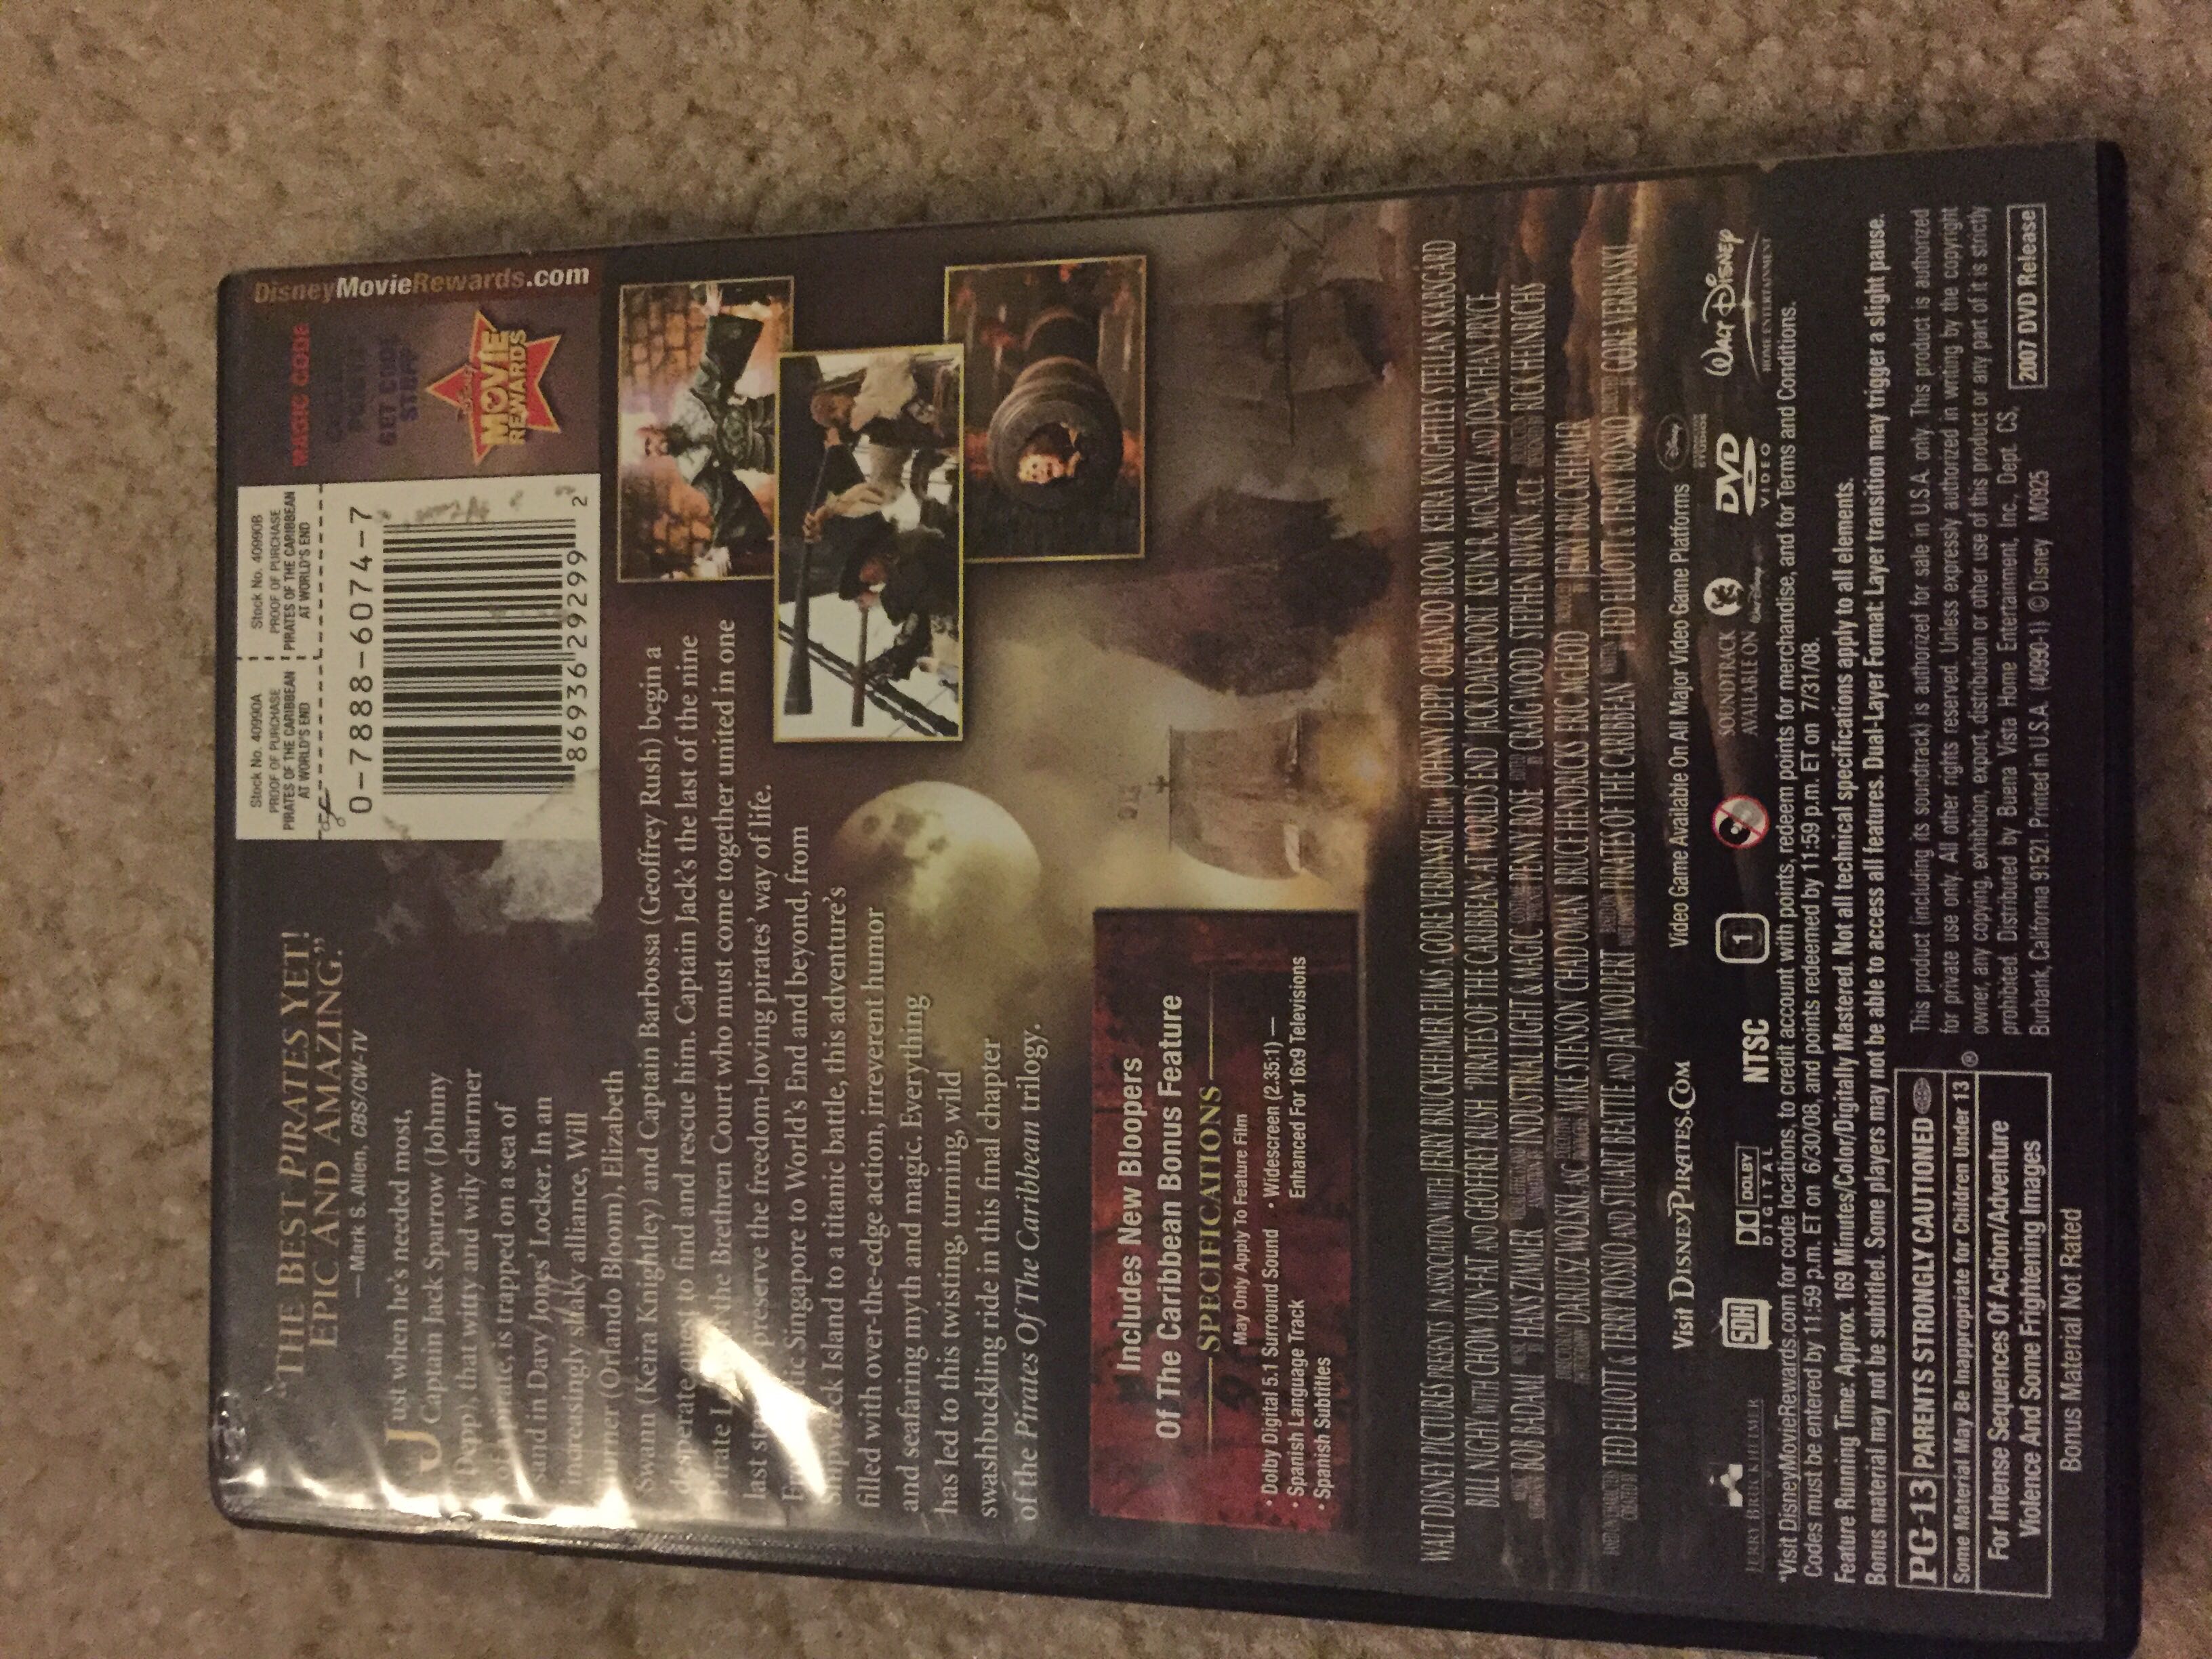 "THE BEST PIRATES YET!
EPIC AND AMAZING."
—Mark S. Allen, CBS/CW-TV
Stock No. 40990A
PROOF OF PURCHASE
PIRATES OF THE CARIBBEAN
AT WORLD'S END
Stock No. 40990B
PROOF OF PURCHASE
PIRATES OF THE CARIBBEAN
AT WORLD'S END
0-7888-6074-7
86936 29299 2
DisneyMovieRewards.com
MAGIC CODE
Disney
MOVIE
REWARDS
Just when he's needed most,
Captain Jack Sparrow (Johnny
Depp), that witty and wily charmer
of a pirate, is trapped on a sea of
sand in Davy Jones' Locker. In an
increasingly shaky alliance, Will
Turner (Orlando Bloom), Elizabeth
Swann (Keira Knightley) and Captain Barbossa (Geoffrey Rush) begin a
desperate quest to find and rescue him. Captain Jack's the last of the nine
Pirate Lords of the Brethren Court who must come together united in one
last stand to preserve the freedom-loving pirates' way of life.
From exotic Singapore to World's End and beyond, from
Shipwreck Island to a titanic battle, this adventure's
filled with over-the-edge action, irreverent humor
and seafaring myth and magic. Everything
has led to this twisting, turning, wild
swashbuckling ride in this final chapter
of the Pirates Of The Caribbean trilogy.
Includes New Bloopers
Of The Caribbean Bonus Feature
SPECIFICATIONS
May Only Apply To Feature Film
• Dolby Digital 5.1 Surround Sound
• Spanish Language Track
• Spanish Subtitles
• Widescreen (2.35:1) —
Enhanced For 16x9 Televisions
WALT DISNEY PICTURES PRESENTS IN ASSOCIATION WITH JERRY BRUCKHEIMER FILMS A GORE VERBINSKI FILM JOHNNY DEPP ORLANDO BLOOM KEIRA KNIGHTLEY STELLAN SKARSGARD
BILL NIGHY WITH CHOW YUN-FAT AND GEOFFREY RUSH "PIRATES OF THE CARIBBEAN: AT WORLD'S END" JACK DAVENPORT KEVIN R. MCNALLY AND JONATHAN PRYCE
ROB BADAMI HANS ZIMMER INDUSTRIAL LIGHT & MAGIC PENNY ROSE CRAIG WOOD STEPHEN RIVKIN, A.C.E. RICK HEINRICHS
DARIUSZ WOLSKI, ASC MIKE STENSON CHAD OMAN BRUCE HENDRICKS ERIC MCLEOD JERRY BRUCKHEIMER
TED ELLIOTT & TERRY ROSSIO AND STUART BEATTIE AND JAY WOLPERT PIRATES OF THE CARIBBEAN TED ELLIOTT & TERRY ROSSIO GORE VERBINSKI
Visit DISNEYPIRATES.COM
Video Game Available On All Major Video Game Platforms
JERRY BRUCKHEIMER
SDH
DOLBY
DIGITAL
NTSC
1
SOUNDTRACK
AVAILABLE ON
Walt Disney
DVD
VIDEO
WALT DISNEY
HOME ENTERTAINMENT
*Visit DisneyMovieRewards.com for code locations, to credit account with points, redeem points for merchandise, and for Terms and Conditions.
Codes must be entered by 11:59 p.m. ET on 6/30/08, and points redeemed by 11:59 p.m. ET on 7/31/08.
Feature Running Time: Approx. 169 Minutes/Color/Digitally Mastered. Not all technical specifications apply to all elements.
Bonus material may not be subtitled. Some players may not be able to access all features. Dual-Layer Format. Layer transition may trigger a slight pause.
PG-13 PARENTS STRONGLY CAUTIONED
Some Material May Be Inappropriate for Children Under 13 ®
For Intense Sequences Of Action/Adventure
Violence And Some Frightening Images
Bonus Material Not Rated
This product (including its soundtrack) is authorized for sale in U.S.A. only. This product is authorized
for private use only. All other rights reserved. Unless expressly authorized in writing by the copyright
owner, any copying, exhibition, export, distribution or other use of this product or any part of it is strictly
prohibited. Distributed by Buena Vista Home Entertainment, Inc., Dept. CS,
Burbank, California 91521. Printed in U.S.A. (40990-1) © Disney M0925
2007 DVD Release